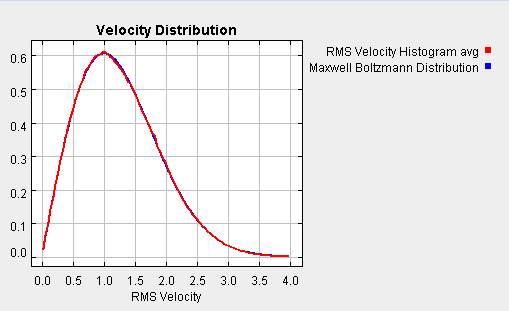 Velocity Distribution
RMS Velocity Histogram avg
Maxwell Boltzmann Distribution
0.6
0.5
0.4
0.3
0.2
0.1
0.0
0.0 0.5 1.0 1.5 2.0 2.5 3.0 3.5 4.0
RMS Velocity